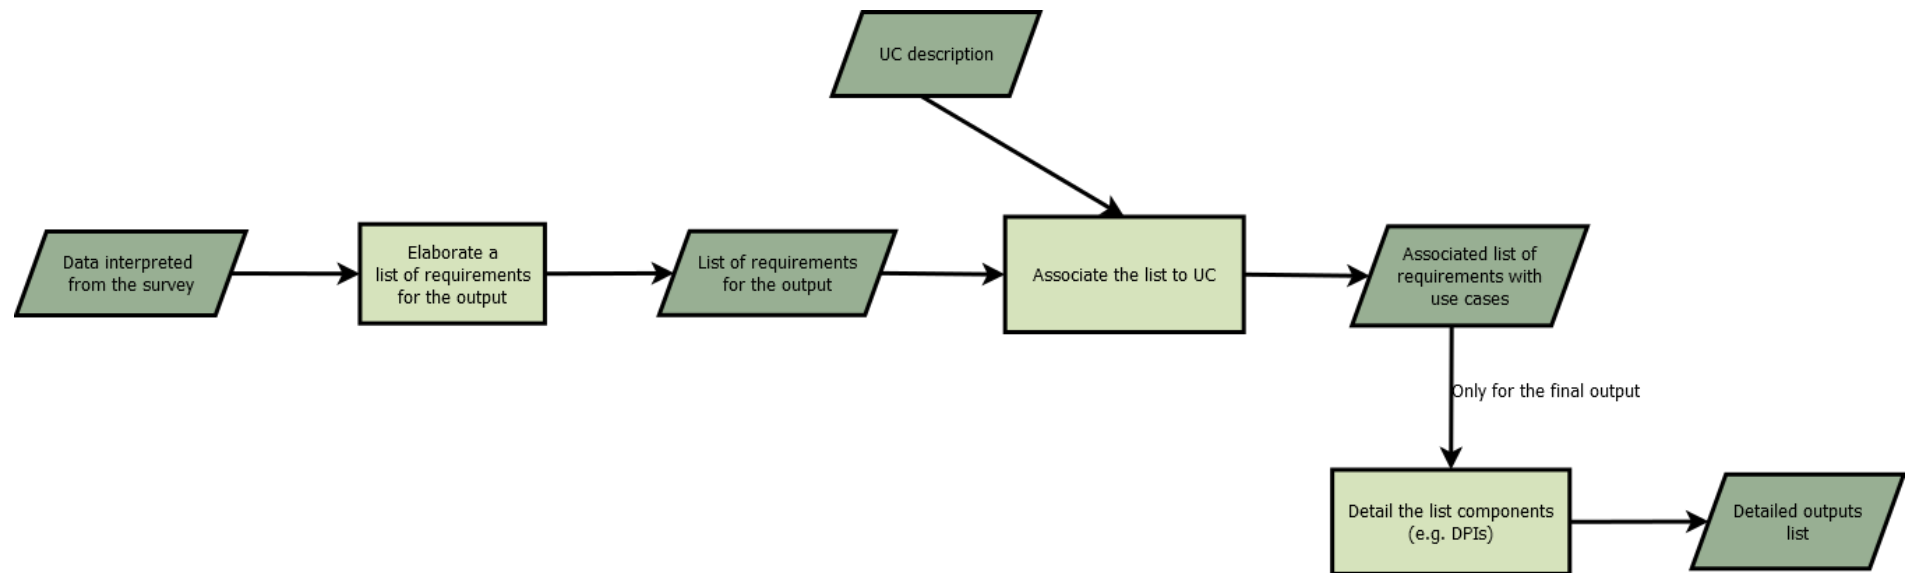 UC description
Data interpreted
from the survey
Elaborate a
list of requirements
for the output
List of requirements
for the output
Associate the list to UC
Associated list of
requirements with
use cases
Only for the final output
Detail the list components
(e.g. DPIs)
Detailed outputs
list